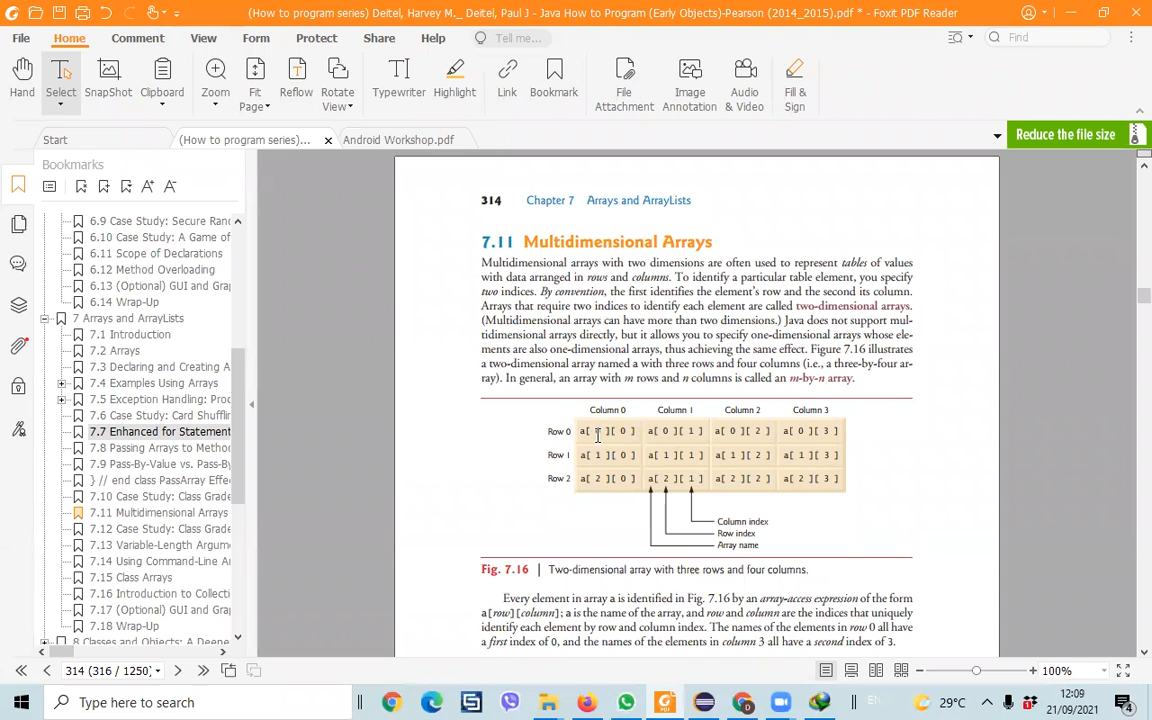 (How to program series) Deitel, Harvey M._ Deitel, Paul J - Java How to Program (Early Objects)-Pearson (2014_2015).pdf * - Foxit PDF Reader
File Home Comment View Form Protect Share Help Tell me... Find
Hand Select SnapShot Clipboard Zoom Fit Page Reflow Rotate View Typewriter Highlight Link Bookmark File Attachment Image Annotation Audio & Video Fill & Sign
Start (How to program series)... Android Workshop.pdf Reduce the file size
Bookmarks
6.9 Case Study: Secure Ran
6.10 Case Study: A Game of
6.11 Scope of Declarations
6.12 Method Overloading
6.13 (Optional) GUI and Gra
6.14 Wrap-Up
7 Arrays and ArrayLists
7.1 Introduction
7.2 Arrays
7.3 Declaring and Creating A
7.4 Examples Using Arrays
7.5 Exception Handling: Proc
7.6 Case Study: Card Shufflin
7.7 Enhanced for Statement
7.8 Passing Arrays to Metho
7.9 Pass-By-Value vs. Pass-By
} // end class PassArray Effec
7.10 Case Study: Class Grade
7.11 Multidimensional Arrays
7.12 Case Study: Class Grade
7.13 Variable-Length Argum
7.14 Using Command-Line A
7.15 Class Arrays
7.16 Introduction to Collecti
7.17 (Optional) GUI and Gra
7.18 Wrap-Up
8 Classes and Objects: A Deepe
314 Chapter 7 Arrays and ArrayLists
7.11 Multidimensional Arrays
Multidimensional arrays with two dimensions are often used to represent tables of values
with data arranged in rows and columns. To identify a particular table element, you specify
two indices. By convention, the first identifies the element's row and the second its column.
Arrays that require two indices to identify each element are called two-dimensional arrays.
(Multidimensional arrays can have more than two dimensions.) Java does not support mul-
tidimensional arrays directly, but it allows you to specify one-dimensional arrays whose ele-
ments are also one-dimensional arrays, thus achieving the same effect. Figure 7.16 illustrates
a two-dimensional array named a with three rows and four columns (i.e., a three-by-four ar-
ray). In general, an array with m rows and n columns is called an m-by-n array.
Column 0 Column 1 Column 2 Column 3
Row 0 a[ 0 ][ 0 ] a[ 0 ][ 1 ] a[ 0 ][ 2 ] a[ 0 ][ 3 ]
Row 1 a[ 1 ][ 0 ] a[ 1 ][ 1 ] a[ 1 ][ 2 ] a[ 1 ][ 3 ]
Row 2 a[ 2 ][ 0 ] a[ 2 ][ 1 ] a[ 2 ][ 2 ] a[ 2 ][ 3 ]
Column index
Row index
Array name
Fig. 7.16 | Two-dimensional array with three rows and four columns.
Every element in array a is identified in Fig. 7.16 by an array-access expression of the form
a[row][column]; a is the name of the array, and row and column are the indices that uniquely
identify each element by row and column index. The names of the elements in row 0 all have
a first index of 0, and the names of the elements in column 3 all have a second index of 3.
314 (316 / 1250) 100%
Type here to search 29°C 12:09
21/09/2021 4